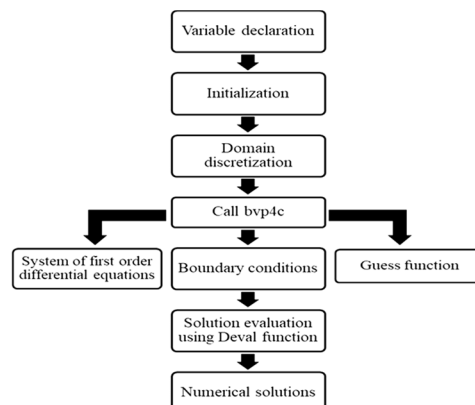 Variable declaration
Initialization
Domain
discretization
Call bvp4c
System of first order
differential equations
Boundary conditions
Guess function
Solution evaluation
using Deval function
Numerical solutions